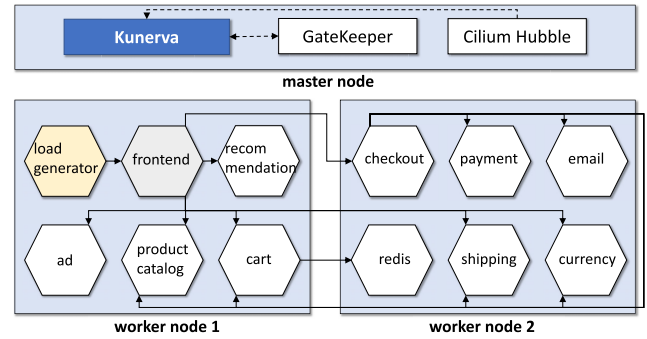 Kunerva
GateKeeper
Cilium Hubble
master node
load
generator
frontend
recom
mendation
checkout
payment
email
ad
product
catalog
cart
redis
shipping
currency
worker node 1
worker node 2